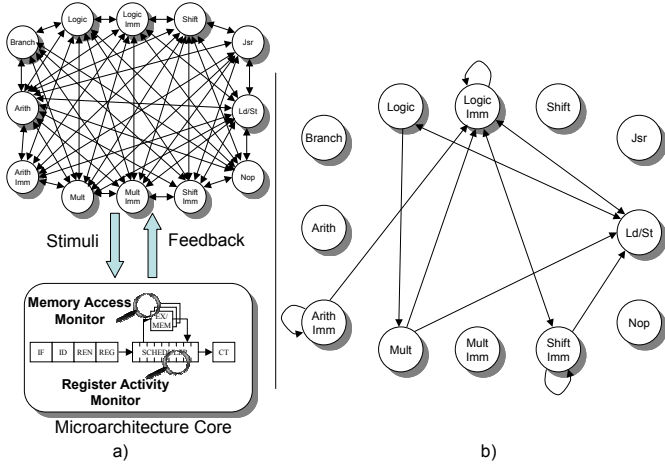 Logic
Logic Imm
Shift
Branch
Jsr
Arith
Ld/St
Arith Imm
Nop
Mult
Mult Imm
Shift Imm
Stimuli
Feedback
Memory Access
Monitor
EX/
MEM
IF ID REN REG
CT
Register Activity
Monitor
Microarchitecture Core
a)
Logic
Logic Imm
Shift
Branch
Jsr
Arith
Ld/St
Arith Imm
Nop
Mult
Mult Imm
Shift Imm
b)